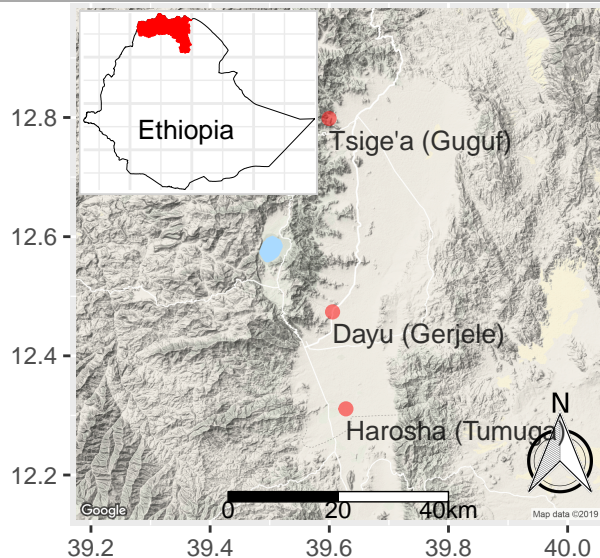 Ethiopia
12.8
Tsige'a (Guguf)
12.6
Dayu (Gerjele)
12.4
N
Harosha (Tumuga)
12.2
0 20 40km
Google
Map data ©2019
39.2 39.4 39.6 39.8 40.0